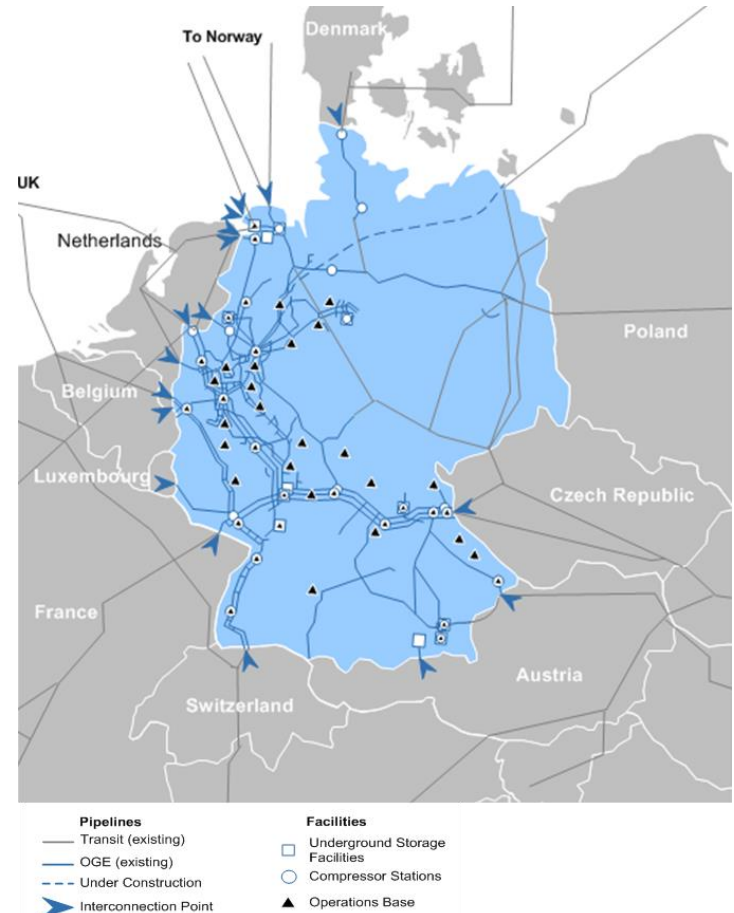 Denmark
To Norway
UK
Netherlands
Poland
Belgium
Luxembourg
Czech Republic
France
Austria
Switzerland
Pipelines
Transit (existing)
OGE (existing)
Under Construction
Interconnection Point
Facilities
Underground Storage
Facilities
Compressor Stations
Operations Base